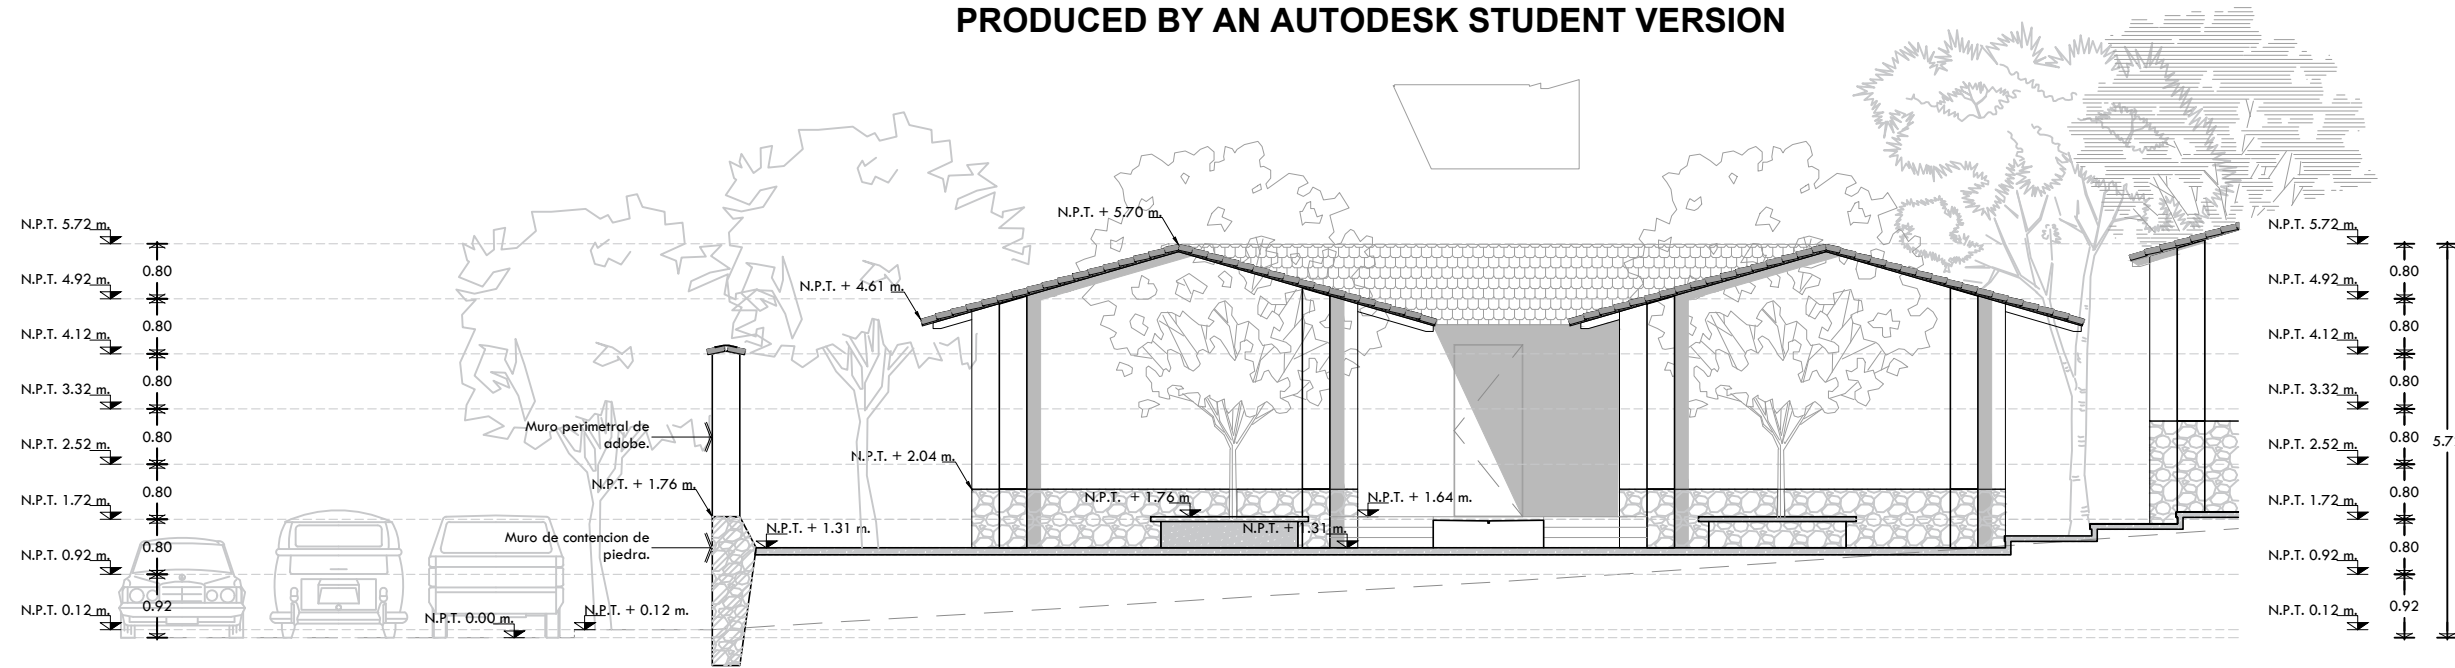 PRODUCED BY AN AUTODESK STUDENT VERSION
N.P.T. 5.72 m.
N.P.T. 4.92 m.
N.P.T. 4.12 m.
N.P.T. 3.32 m.
N.P.T. 2.52 m.
N.P.T. 1.72 m.
N.P.T. 0.92 m.
N.P.T. 0.12 m.
0.80
0.80
0.80
0.80
0.80
0.80
0.92
N.P.T. 0.00 m.
N.P.T. + 0.12 m.
Muro perimetral de
adobe.
N.P.T. + 1.76 m.
Muro de contencion de
piedra.
N.P.T. + 1.31 m.
N.P.T. + 5.70 m.
N.P.T. + 4.61 m.
N.P.T. + 2.04 m.
N.P.T. + 1.76 m
N.P.T. + 1.31 m.
N.P.T. + 1.64 m.
N.P.T. 5.72 m.
N.P.T. 4.92 m.
N.P.T. 4.12 m.
N.P.T. 3.32 m.
N.P.T. 2.52 m.
N.P.T. 1.72 m.
N.P.T. 0.92 m.
N.P.T. 0.12 m.
0.80
0.80
0.80
0.80
0.80
0.80
0.92
5.7